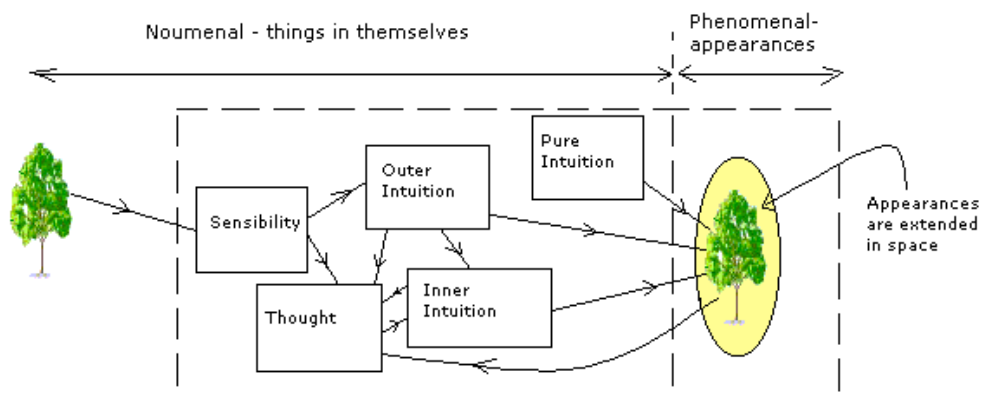 Noumenal - things in themselves
Phenomenal-
appearances
Pure
Intuition
Outer
Intuition
Sensibility
Appearances
are extended
in space
Inner
Intuition
Thought